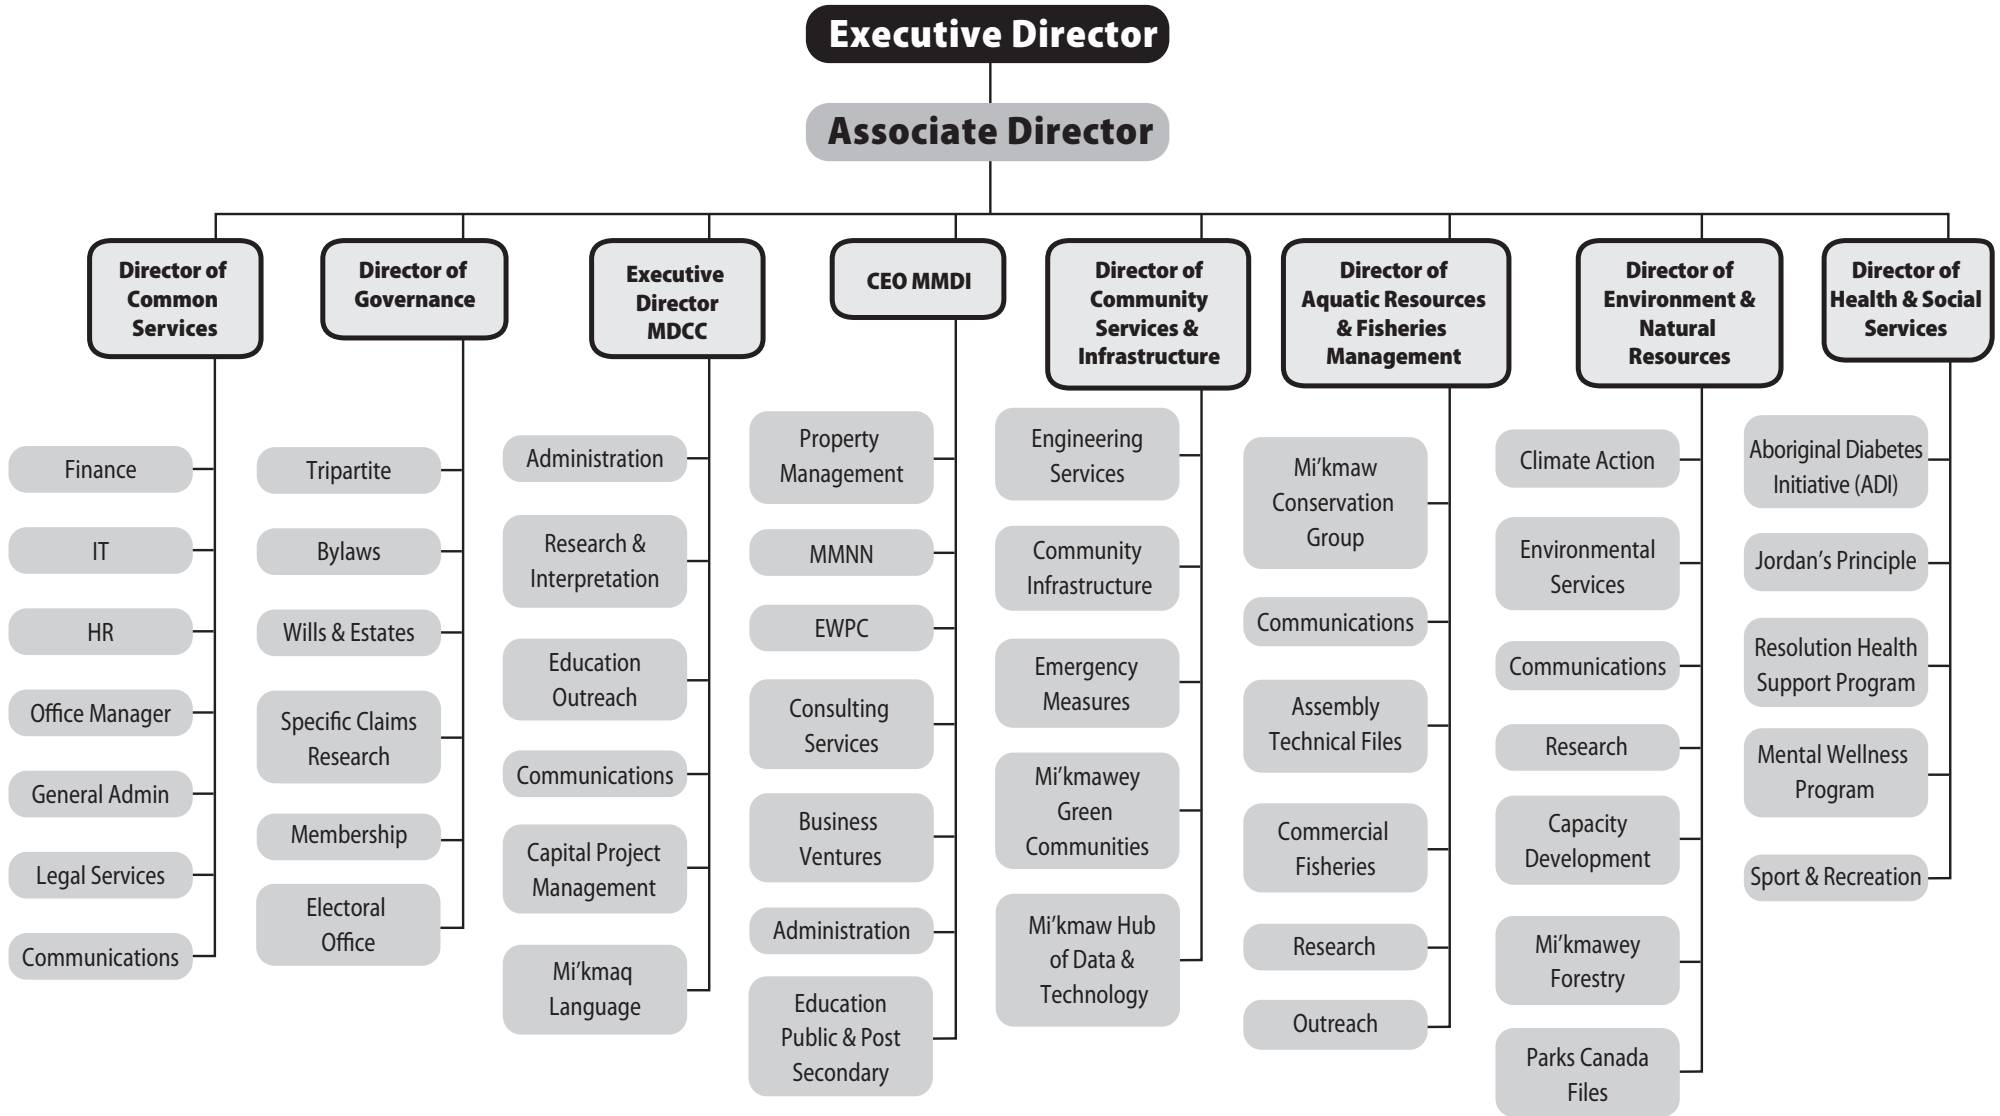 Executive Director
Associate Director
Director of
Common
Services
Finance
IT
HR
Office Manager
General Admin
Legal Services
Communications
Director of
Governance
Tripartite
Bylaws
Wills & Estates
Specific Claims
Research
Membership
Electoral
Office
Executive
Director
MDCC
Administration
Research &
Interpretation
Education
Outreach
Communications
Capital Project
Management
Mi’kmaq
Language
CEO MMDI
Property
Management
MMNN
EWPC
Consulting
Services
Business
Ventures
Administration
Education
Public & Post
Secondary
Director of
Community
Services &
Infrastructure
Engineering
Services
Community
Infrastructure
Emergency
Measures
Mi’kmawey
Green
Communities
Mi’kmaw Hub
of Data &
Technology
Director of
Aquatic Resources
& Fisheries
Management
Mi’kmaw
Conservation
Group
Communications
Assembly
Technical Files
Commercial
Fisheries
Research
Outreach
Director of
Environment &
Natural
Resources
Climate Action
Environmental
Services
Communications
Research
Capacity
Development
Mi’kmawey
Forestry
Parks Canada
Files
Director of
Health & Social
Services
Aboriginal Diabetes
Initiative (ADI)
Jordan’s Principle
Resolution Health
Support Program
Mental Wellness
Program
Sport & Recreation